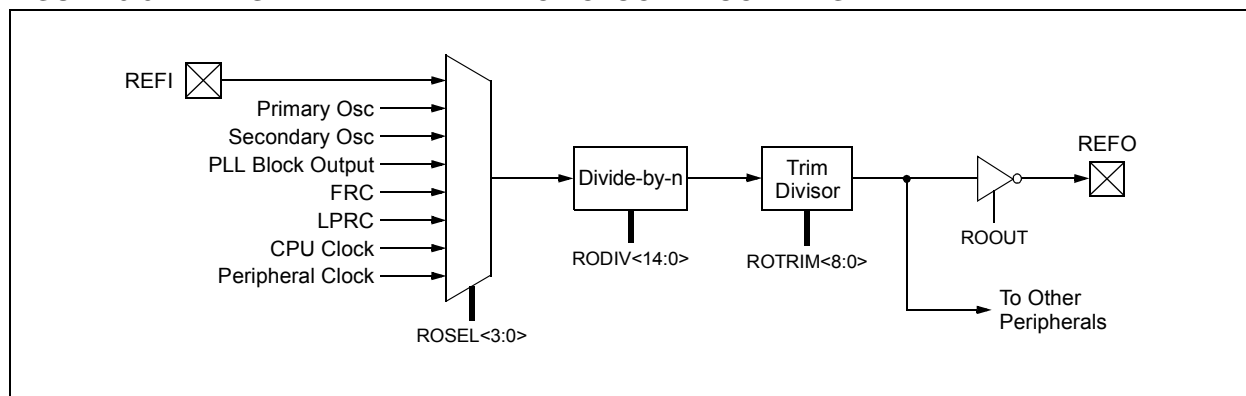 REFI
Primary Osc
Secondary Osc
PLL Block Output
FRC
LPRC
CPU Clock
Peripheral Clock
ROSEL<3:0>
Divide-by-n
RODIV<14:0>
Trim
Divisor
ROTRIM<8:0>
REFO
ROOUT
To Other
Peripherals